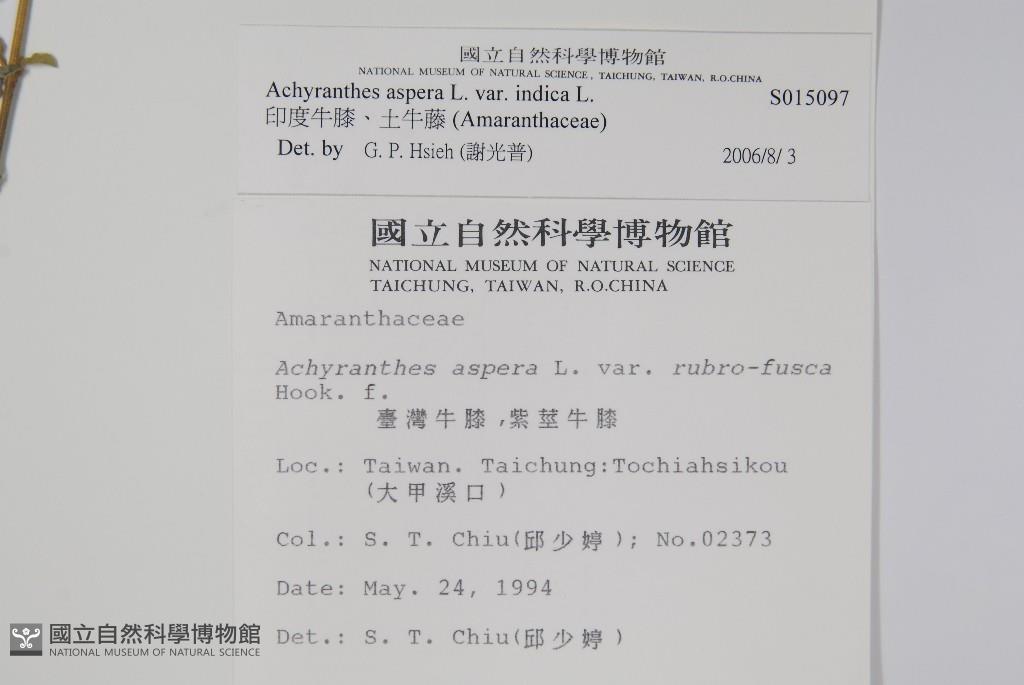 國立自然科學博物館
NATIONAL MUSEUM OF NATURAL SCIENCE, TAICHUNG, TAIWAN, R.O.CHINA
Achyranthes aspera L. var. indica L. S015097
印度牛膝、土牛藤 (Amaranthaceae)
Det. by G. P. Hsieh (謝光普) 2006/8/ 3
國立自然科學博物館
NATIONAL MUSEUM OF NATURAL SCIENCE
TAICHUNG, TAIWAN, R.O.CHINA
Amaranthaceae
Achyranthes aspera L. var. rubro-fusca
Hook. f.
臺灣牛膝,紫莖牛膝
Loc.: Taiwan. Taichung:Tochiahsikou
(大甲溪口)
Col.: S. T. Chiu(邱少婷); No.02373
Date: May. 24, 1994
Det.: S. T. Chiu(邱少婷)
國立自然科學博物館
NATIONAL MUSEUM OF NATURAL SCIENCE